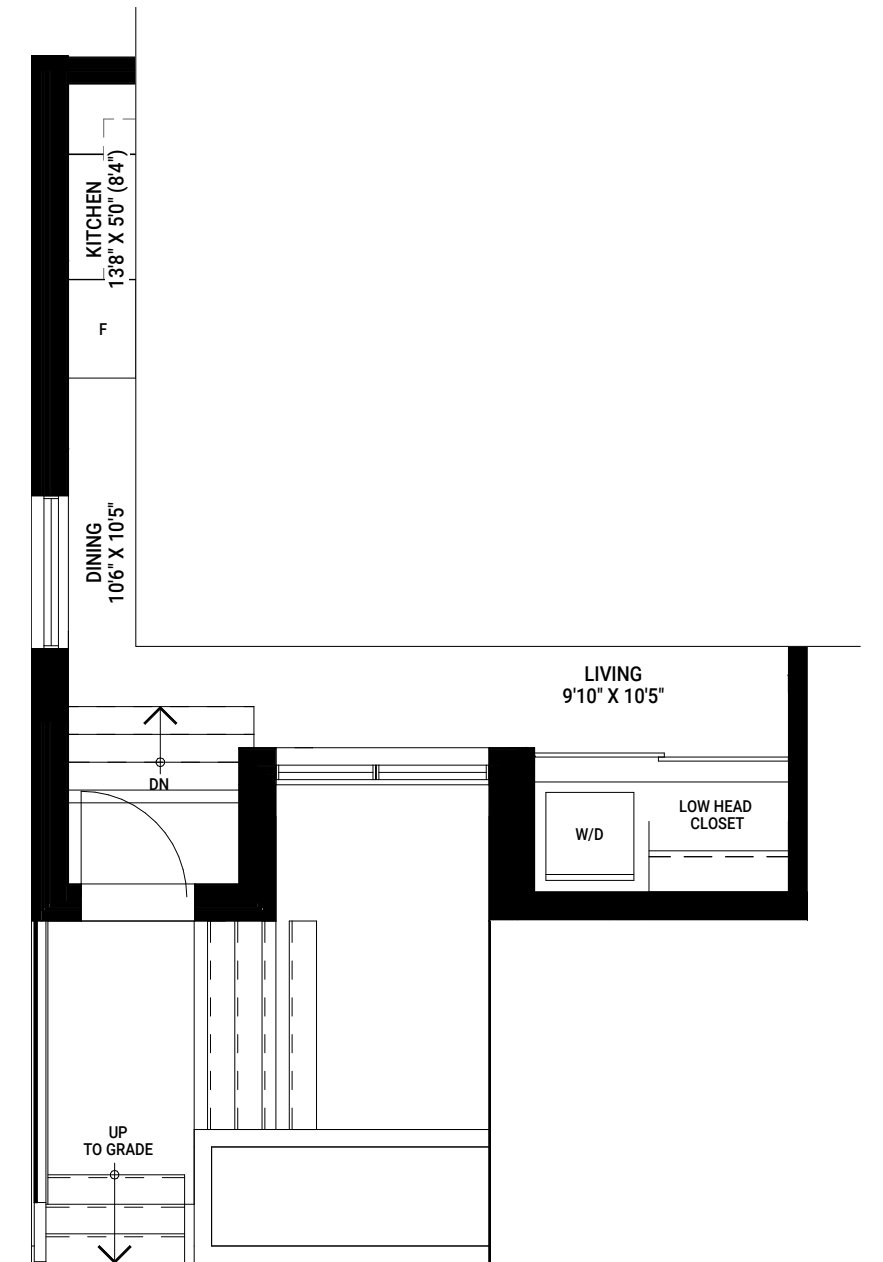 KITCHEN
13'8" X 5'0" (8'4")
F
DINING
10'6" X 10'5"
LIVING
9'10" X 10'5"
DN
LOW HEAD
CLOSET
W/D
UP
TO GRADE